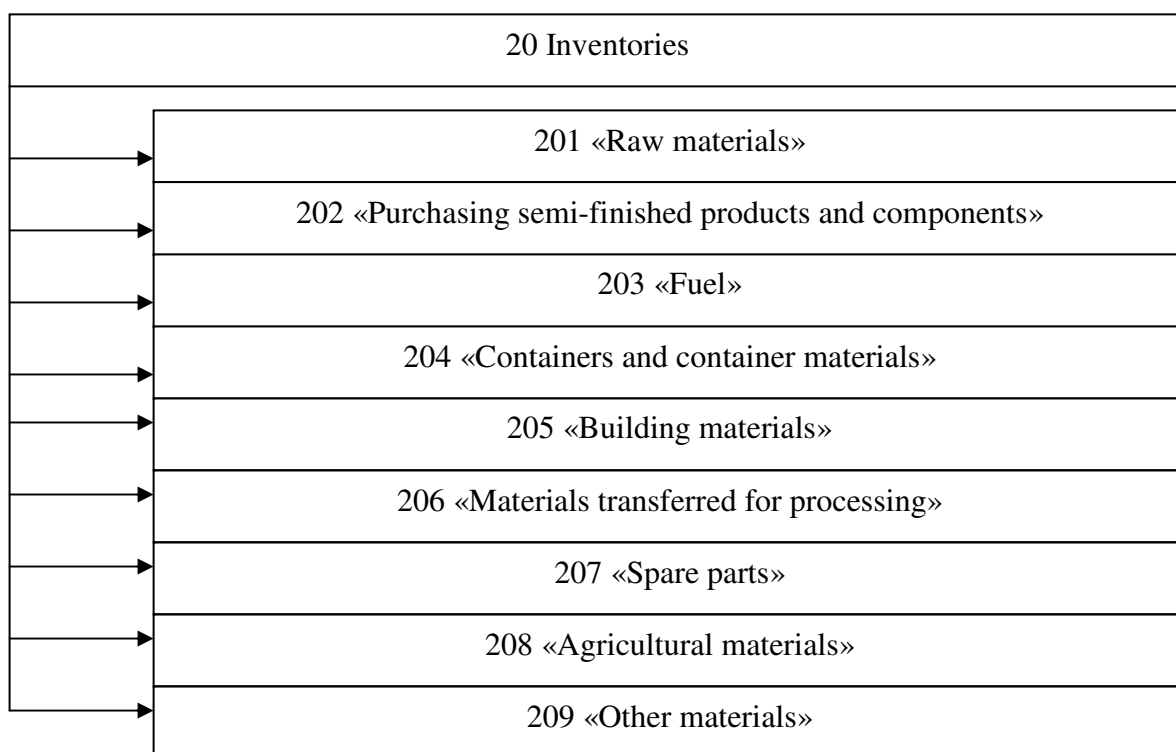 20 Inventories
201 «Raw materials»
202 «Purchasing semi-finished products and components»
203 «Fuel»
204 «Containers and container materials»
205 «Building materials»
206 «Materials transferred for processing»
207 «Spare parts»
208 «Agricultural materials»
209 «Other materials»